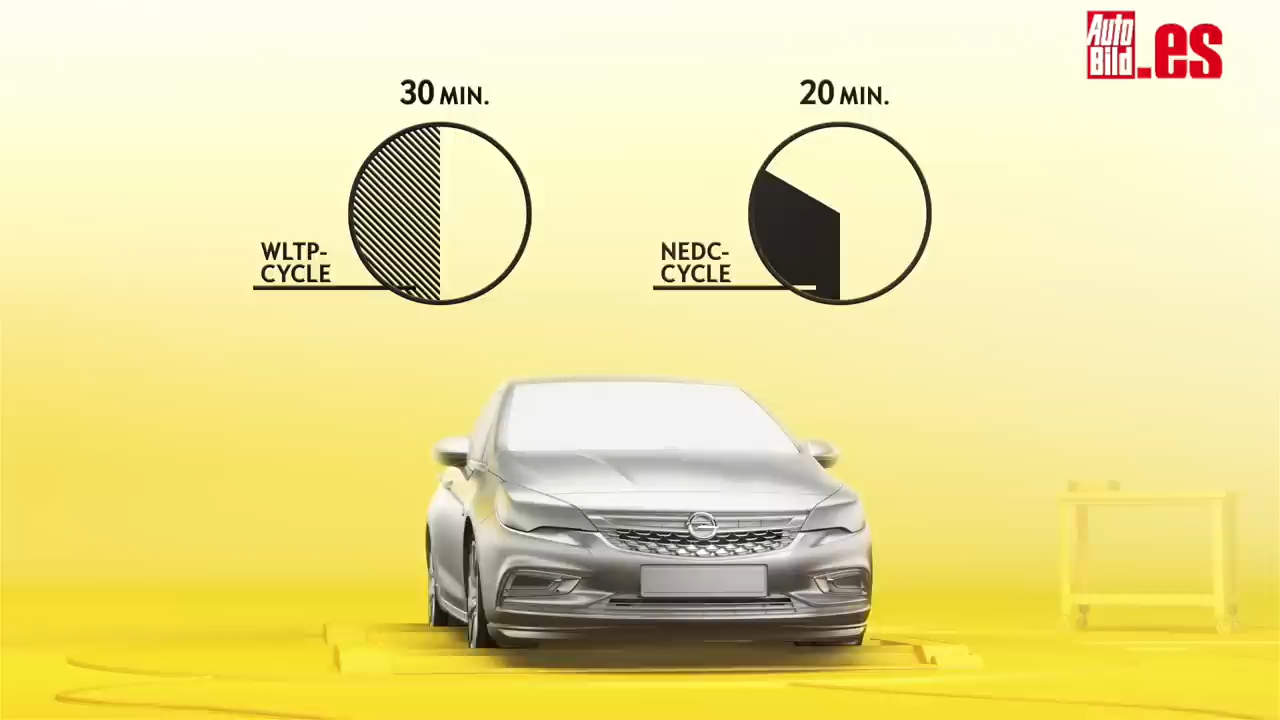 Auto
Bild.es
30 MIN.
20 MIN.
WLTP-
CYCLE
NEDC-
CYCLE